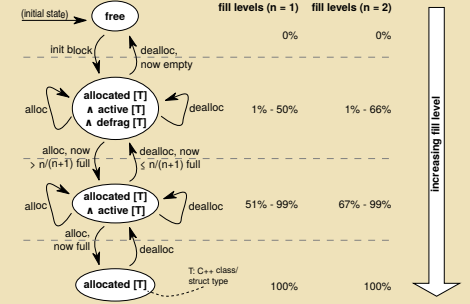 fill levels (n = 1) fill levels (n = 2)
(initial state)
free
0% 0%
init block
dealloc,
now empty
allocated [T]
∧ active [T]
∧ defrag [T]
alloc
dealloc
1% - 50% 1% - 66%
alloc, now
> n/(n+1) full
dealloc, now
≤ n/(n+1) full
allocated [T]
∧ active [T]
alloc
dealloc
51% - 99% 67% - 99%
alloc,
now full
dealloc
allocated [T]
T: C++ class/
struct type
100% 100%
increasing fill level